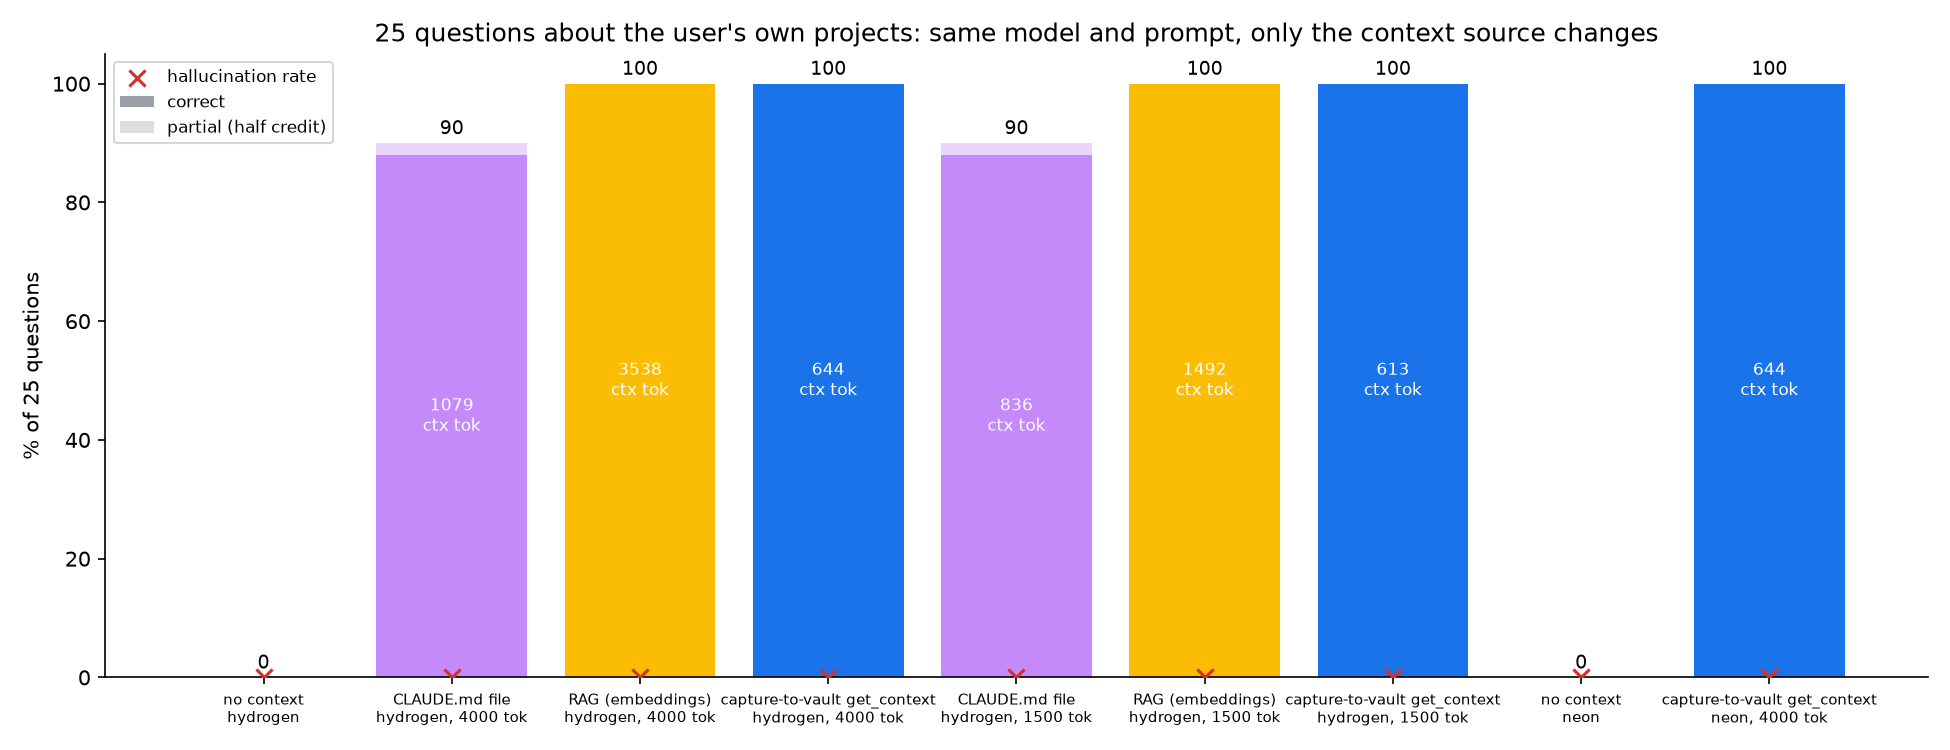 25 questions about the user's own projects: same model and prompt, only the context source changes
hallucination rate
correct
partial (half credit)
% of 25 questions
100
80
60
40
20
0
0
90
100
100
90
100
100
0
100
1079
ctx tok
3538
ctx tok
644
ctx tok
836
ctx tok
1492
ctx tok
613
ctx tok
644
ctx tok
no context
hydrogen
CLAUDE.md file
hydrogen, 4000 tok
RAG (embeddings)
hydrogen, 4000 tok
capture-to-vault get_context
hydrogen, 4000 tok
CLAUDE.md file
hydrogen, 1500 tok
RAG (embeddings)
hydrogen, 1500 tok
capture-to-vault get_context
hydrogen, 1500 tok
no context
neon
capture-to-vault get_context
neon, 4000 tok